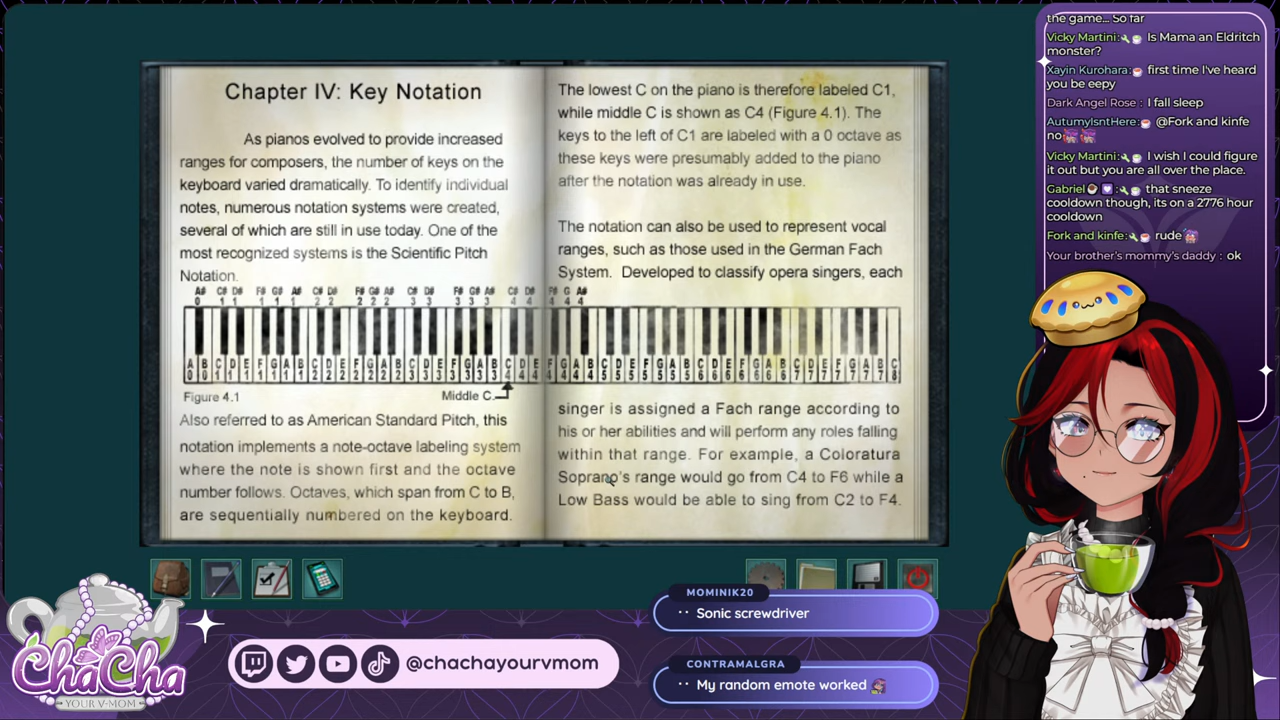 Chapter IV: Key Notation
As pianos evolved to provide increased
ranges for composers, the number of keys on the
keyboard varied dramatically. To identify individual
notes, numerous notation systems were created,
several of which are still in use today. One of the
most recognized systems is the Scientific Pitch
Notation.
Figure 4.1
Middle C
Also referred to as American Standard Pitch, this
notation implements a note-octave labeling system
where the note is shown first and the octave
number follows. Octaves, which span from C to B,
are sequentially numbered on the keyboard.
The lowest C on the piano is therefore labeled C1,
while middle C is shown as C4 (Figure 4.1). The
keys to the left of C1 are labeled with a 0 octave as
these keys were presumably added to the piano
after the notation was already in use.
The notation can also be used to represent vocal
ranges, such as those used in the German Fach
System. Developed to classify opera singers, each
singer is assigned a Fach range according to
his or her abilities and will perform any roles falling
within that range. For example, a Coloratura
Soprano's range would go from C4 to F6 while a
Low Bass would be able to sing from C2 to F4.
the game... So far
Vicky Martini: Is Mama an Eldritch
monster?
Xayin Kurohara: first time I've heard
you be eepy
Dark Angel Rose : I fall sleep
AutumyIsntHere: @Fork and kinfe
no
Vicky Martini: I wish I could figure
it out but you are all over the place.
Gabriel : that sneeze
cooldown though, its on a 2776 hour
cooldown
Fork and kinfe: rude
Your brother's mommy's daddy : ok
MOMINIK20
Sonic screwdriver
CONTRAMALGRA
My random emote worked
@chachayourvmom
ChaCha
YOUR V-MOM